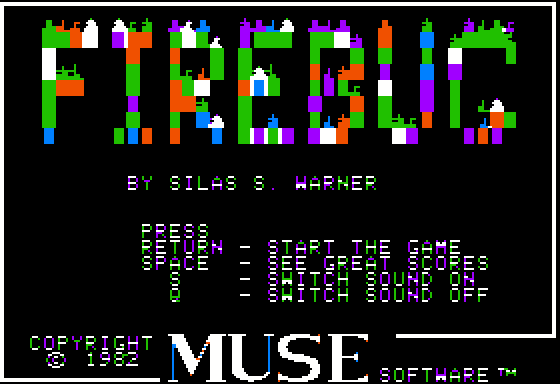 FIREBUG
BY SILAS S. WARNER
PRESS
RETURN - START THE GAME
SPACE - SEE GREAT SCORES
S - SWITCH SOUND ON
Q - SWITCH SOUND OFF
COPYRIGHT
© 1982
MUSE
SOFTWARE™